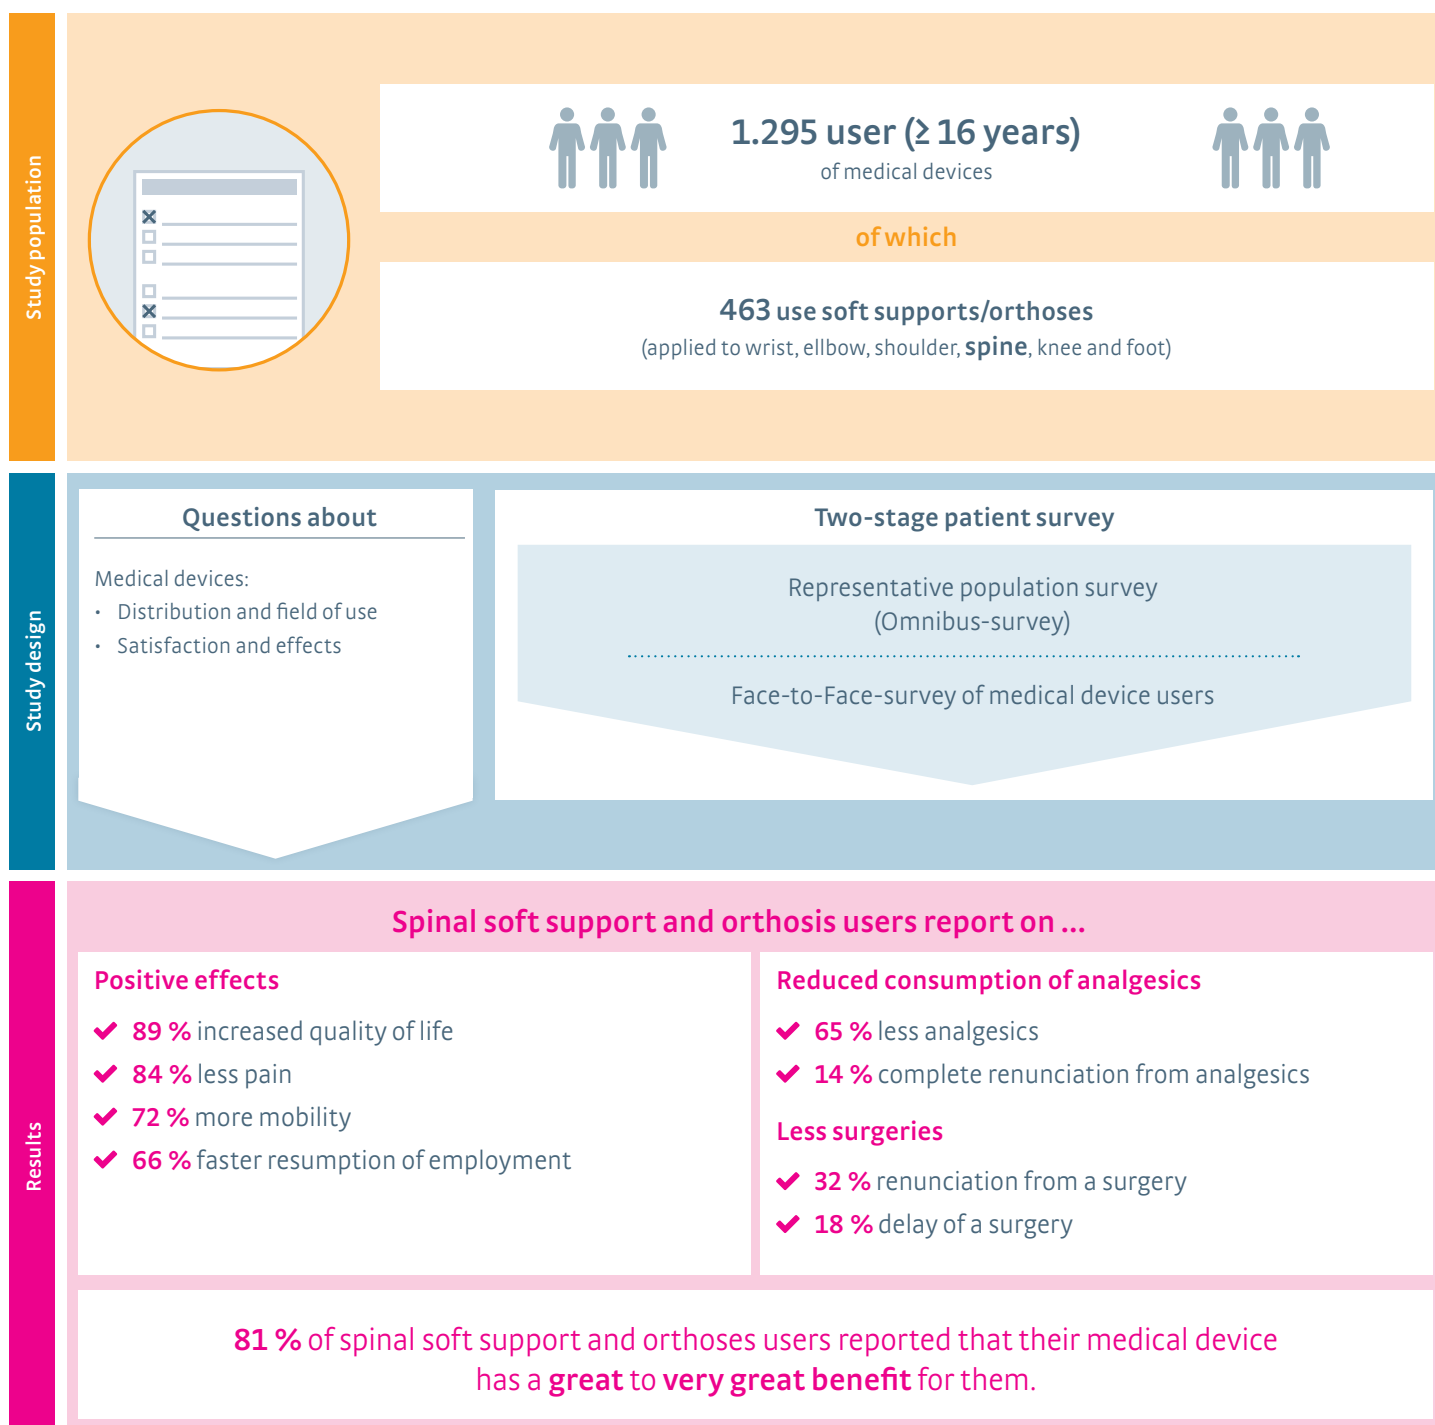 Study population
1.295 user (≥ 16 years)
of medical devices
of which
463 use soft supports/orthoses
(applied to wrist, ellbow, shoulder, spine, knee and foot)
Study design
Questions about
Medical devices:
• Distribution and field of use
• Satisfaction and effects
Two-stage patient survey
Representative population survey
(Omnibus-survey)
Face-to-Face-survey of medical device users
Results
Spinal soft support and orthosis users report on ...
Positive effects
✔ 89 % increased quality of life
✔ 84 % less pain
✔ 72 % more mobility
✔ 66 % faster resumption of employment
Reduced consumption of analgesics
✔ 65 % less analgesics
✔ 14 % complete renunciation from analgesics
Less surgeries
✔ 32 % renunciation from a surgery
✔ 18 % delay of a surgery
81 % of spinal soft support and orthoses users reported that their medical device
has a great to very great benefit for them.